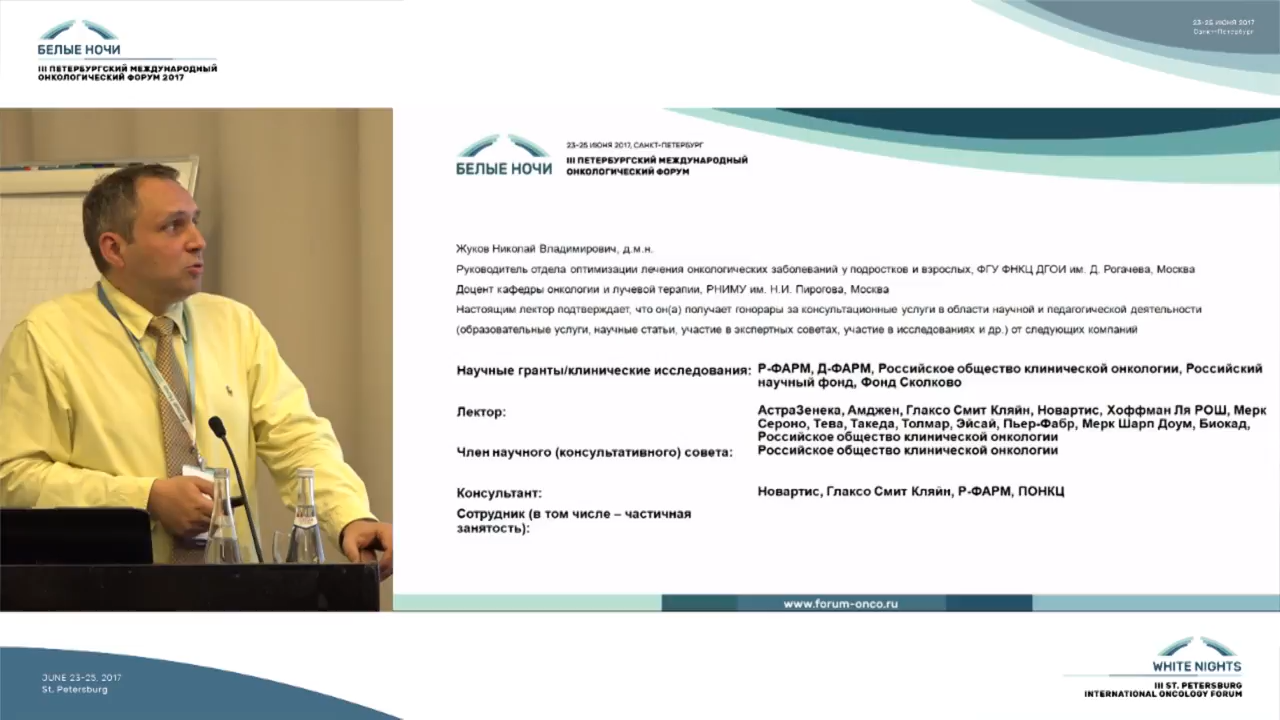 БЕЛЫЕ НОЧИ
III ПЕТЕРБУРГСКИЙ МЕЖДУНАРОДНЫЙ
ОНКОЛОГИЧЕСКИЙ ФОРУМ 2017
23-25 ИЮНЯ 2017
Санкт-Петербург
БЕЛЫЕ НОЧИ
23-25 ИЮНЯ 2017, САНКТ-ПЕТЕРБУРГ
III ПЕТЕРБУРГСКИЙ МЕЖДУНАРОДНЫЙ
ОНКОЛОГИЧЕСКИЙ ФОРУМ
Жуков Николай Владимирович, д.м.н.
Руководитель отдела оптимизации лечения онкологических заболеваний у подростков и взрослых, ФГУ ФНКЦ ДГОИ им. Д. Рогачева, Москва
Доцент кафедры онкологии и лучевой терапии, РНИМУ им. Н.И. Пирогова, Москва
Настоящим лектор подтверждает, что он(а) получает гонорары за консультационные услуги в области научной и педагогической деятельности
(образовательные услуги, научные статьи, участие в экспертных советах, участие в исследованиях и др.) от следующих компаний
Научные гранты/клинические исследования: Р-ФАРМ, Д-ФАРМ, Российское общество клинической онкологии, Российский
научный фонд, Фонд Сколково
Лектор: АстраЗенека, Амджен, Глаксо Смит Кляйн, Новартис, Хоффман Ля РОШ, Мерк
Сероно, Тева, Такеда, Толмар, Эйсай, Пьер-Фабр, Мерк Шарп Доум, Биокад,
Российское общество клинической онкологии
Член научного (консультативного) совета: Российское общество клинической онкологии
Консультант: Новартис, Глаксо Смит Кляйн, Р-ФАРМ, ПОНКЦ
Сотрудник (в том числе – частичная
занятость):
www.forum-onco.ru
JUNE 23-25, 2017
St. Petersburg
WHITE NIGHTS
III ST. PETERSBURG
INTERNATIONAL ONCOLOGY FORUM